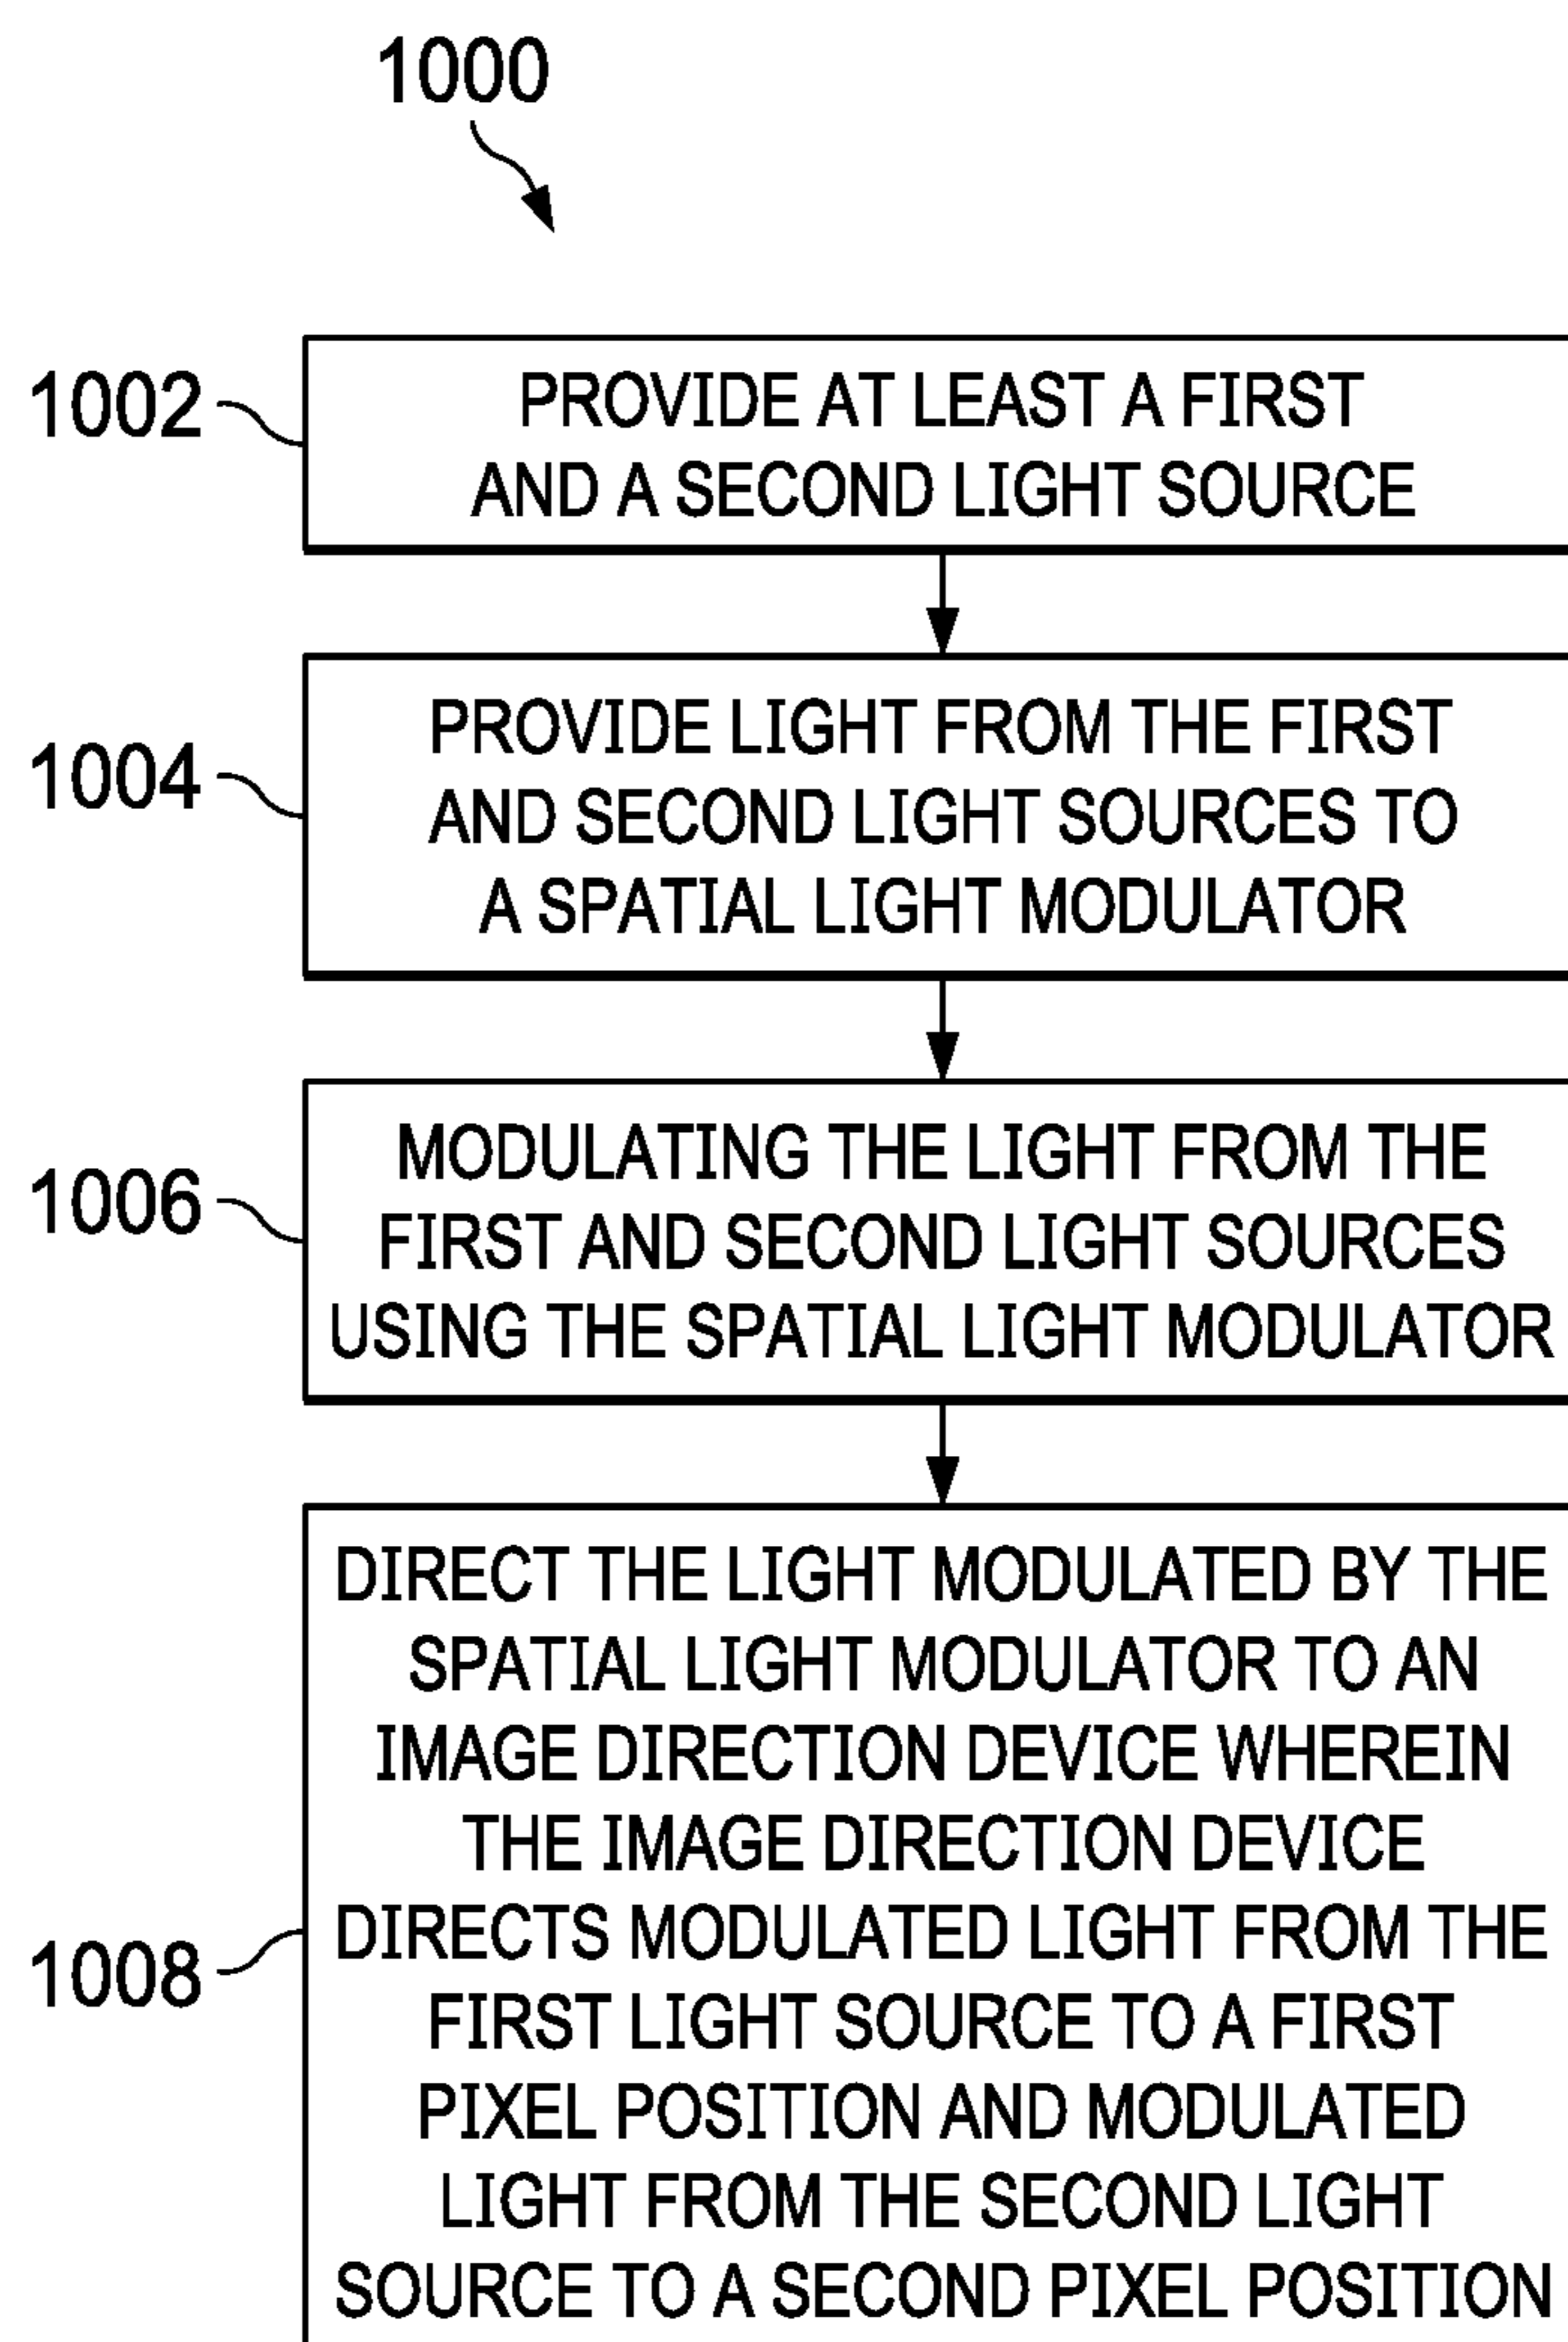 1000
1002
PROVIDE AT LEAST A FIRST
AND A SECOND LIGHT SOURCE
1004
PROVIDE LIGHT FROM THE FIRST
AND SECOND LIGHT SOURCES TO
A SPATIAL LIGHT MODULATOR
1006
MODULATING THE LIGHT FROM THE
FIRST AND SECOND LIGHT SOURCES
USING THE SPATIAL LIGHT MODULATOR
1008
DIRECT THE LIGHT MODULATED BY THE
SPATIAL LIGHT MODULATOR TO AN
IMAGE DIRECTION DEVICE WHEREIN
THE IMAGE DIRECTION DEVICE
DIRECTS MODULATED LIGHT FROM THE
FIRST LIGHT SOURCE TO A FIRST
PIXEL POSITION AND MODULATED
LIGHT FROM THE SECOND LIGHT
SOURCE TO A SECOND PIXEL POSITION